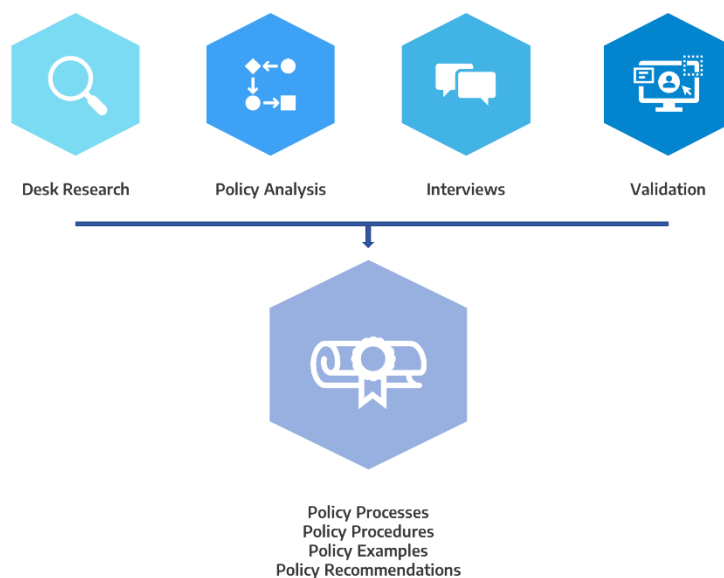 Desk Research
Policy Analysis
Interviews
Validation
Policy Processes
Policy Procedures
Policy Examples
Policy Recommendations